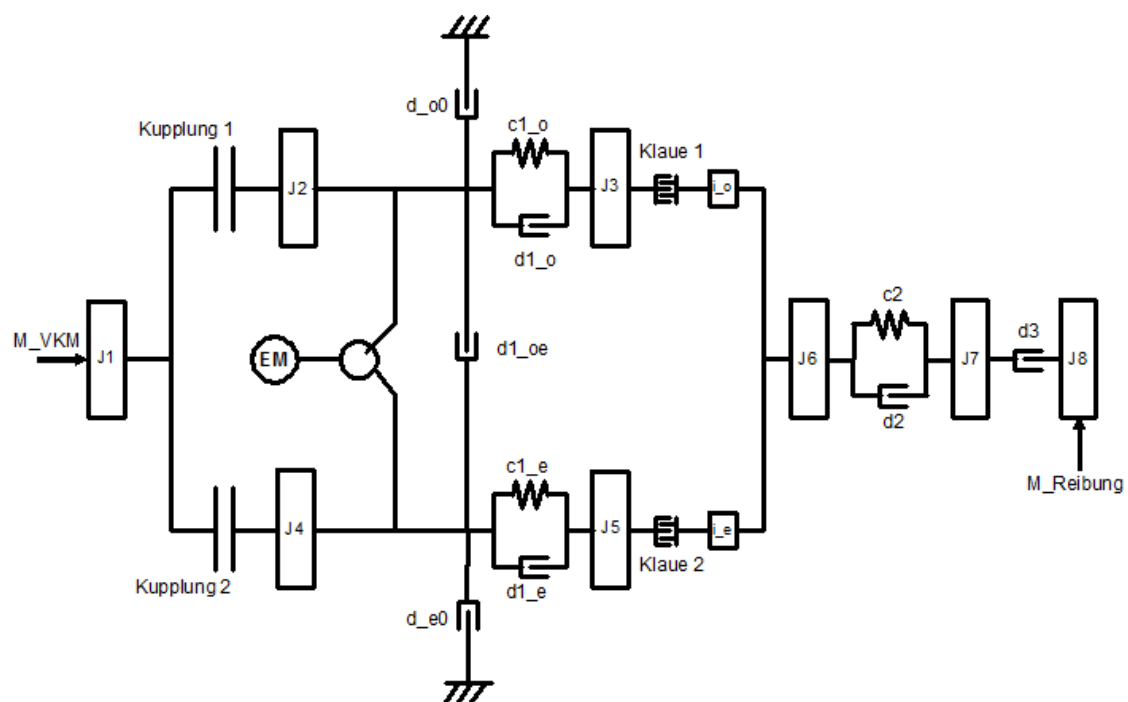 d_o0
Kupplung 1
c1_o
Klaue 1
J2
J3
i_o
d1_o
M_VKM
J1
EM
d1_oe
c2
d3
J6
J7
J8
d2
c1_e
M_Reibung
J4
J5
i_e
Kupplung 2
d1_e
Klaue 2
d_e0